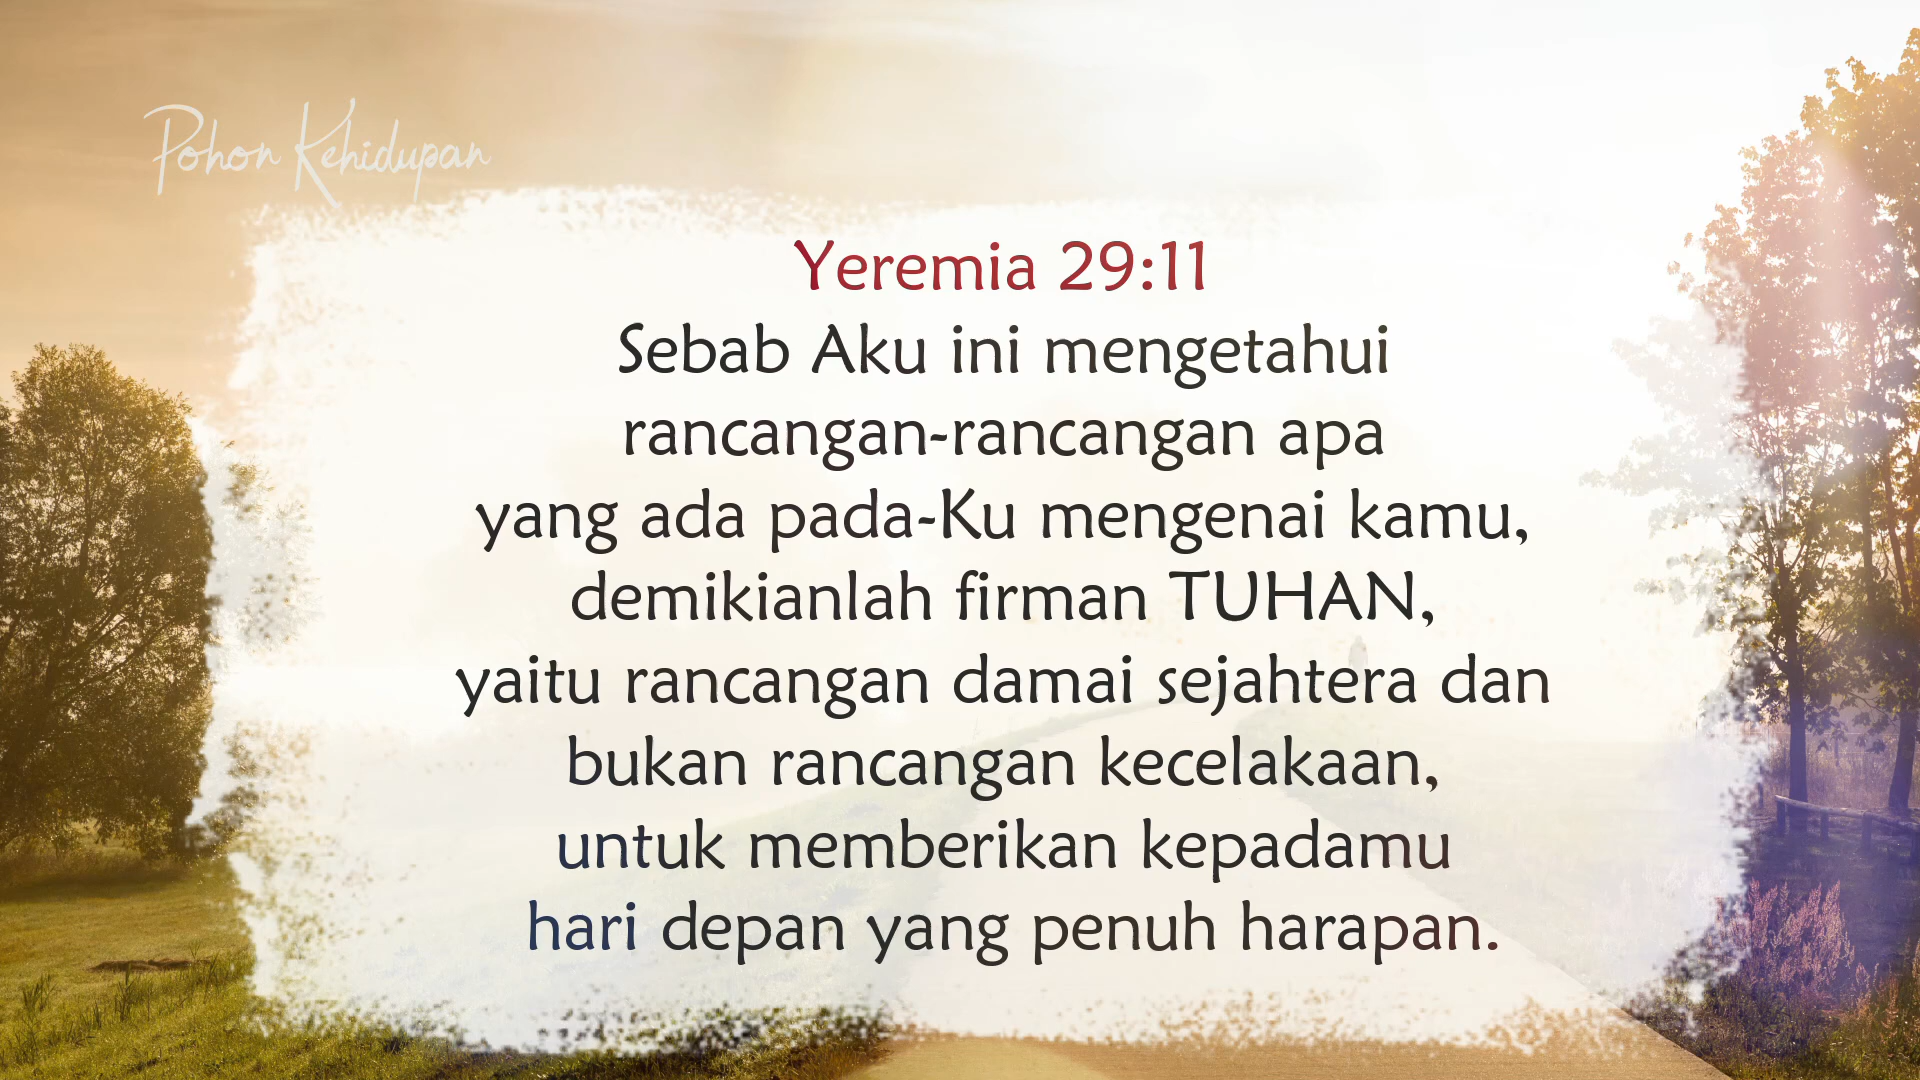 Pohon Kehidupan
Yeremia 29:11
Sebab Aku ini mengetahui
rancangan-rancangan apa
yang ada pada-Ku mengenai kamu,
demikianlah firman TUHAN,
yaitu rancangan damai sejahtera dan
bukan rancangan kecelakaan,
untuk memberikan kepadamu
hari depan yang penuh harapan.